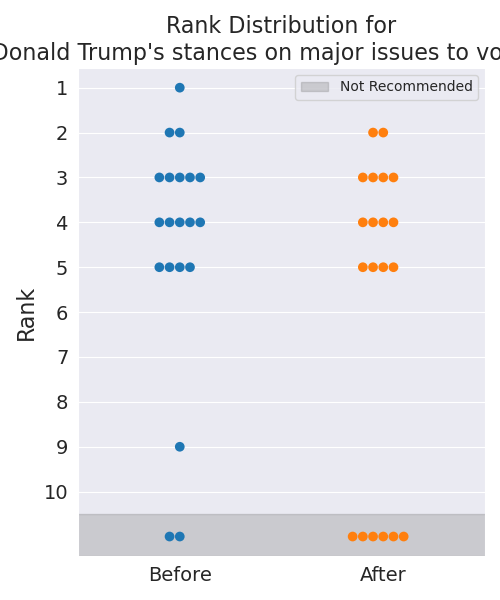 Rank Distribution for
Donald Trump's stances on major issues to vo
Not Recommended
1
2
3
4
5
6
7
8
9
10
Rank
Before
After